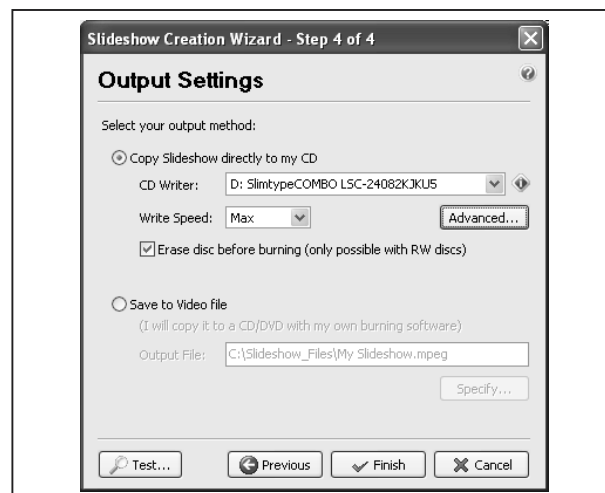 Slideshow Creation Wizard - Step 4 of 4
Output Settings
Select your output method:
Copy Slideshow directly to my CD
CD Writer: D: SlimtypeCOMBO LSC-24082KJKU5
Write Speed: Max Advanced...
Erase disc before burning (only possible with RW discs)
Save to Video file
(I will copy it to a CD/DVD with my own burning software)
Output File: C:\Slideshow_Files\My Slideshow.mpeg
Specify...
Test... Previous Finish Cancel